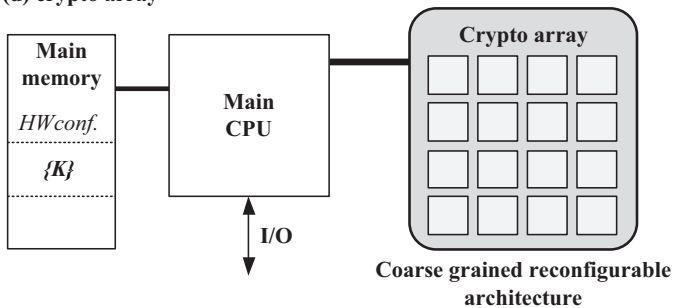 (d) crypto array
Main
memory
HWconf.
{K}
Main
CPU
I/O
Crypto array
Coarse grained reconfigurable
architecture